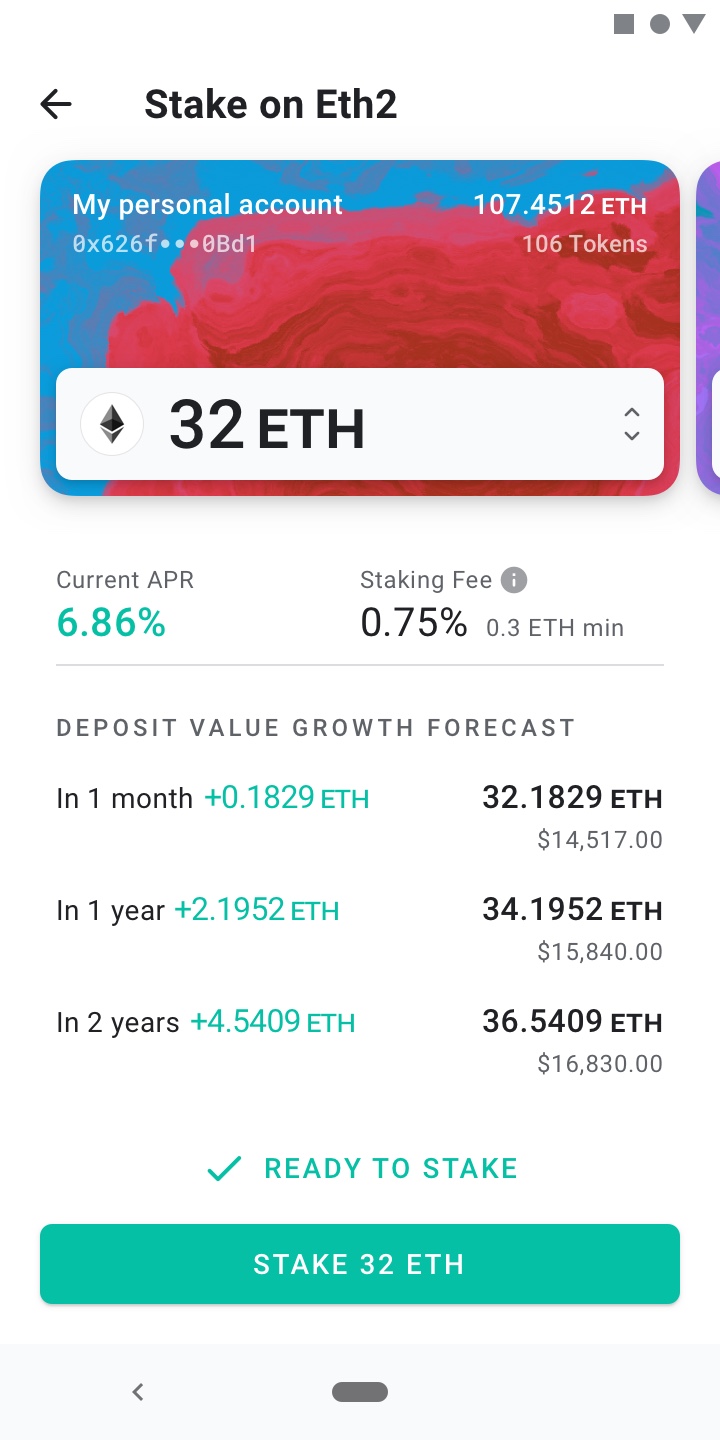 Stake on Eth2
My personal account 107.4512 ETH
0x626f•••0Bd1 106 Tokens
32 ETH
Current APR Staking Fee
6.86% 0.75% 0.3 ETH min
DEPOSIT VALUE GROWTH FORECAST
In 1 month +0.1829 ETH 32.1829 ETH
$14,517.00
In 1 year +2.1952 ETH 34.1952 ETH
$15,840.00
In 2 years +4.5409 ETH 36.5409 ETH
$16,830.00
READY TO STAKE
STAKE 32 ETH